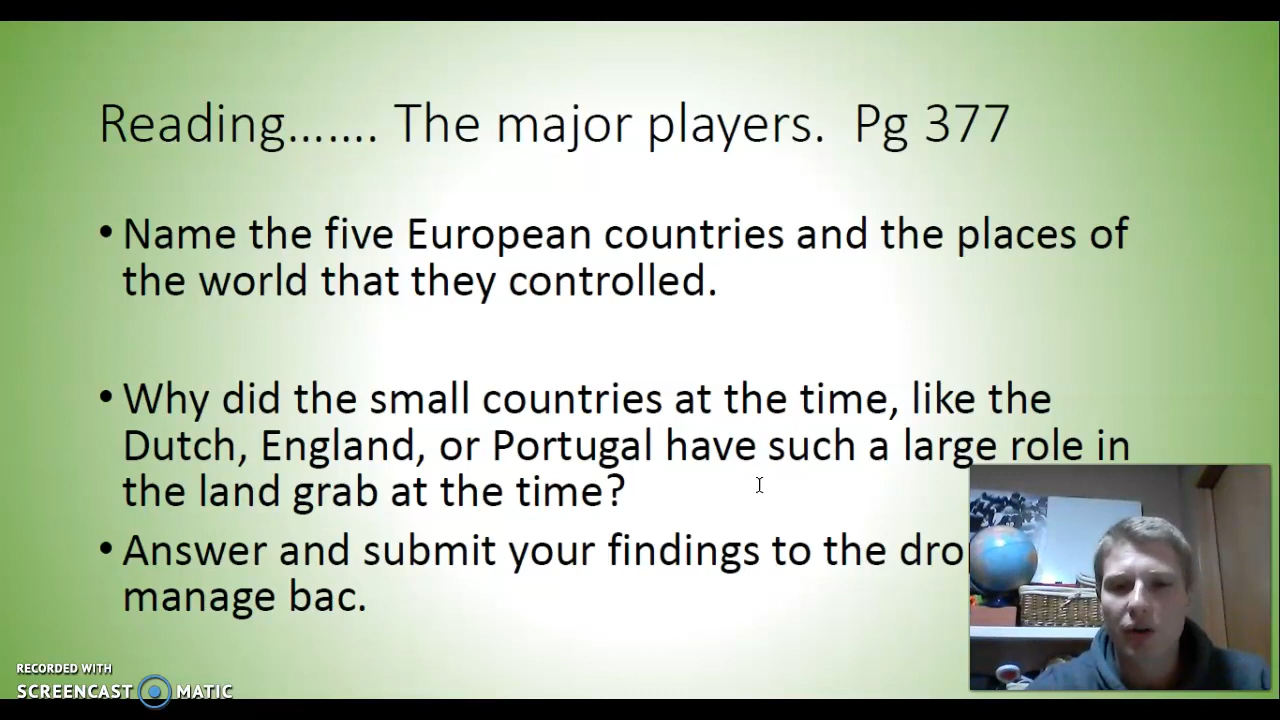 Reading....... The major players.  Pg 377
• Name the five European countries and the places of
the world that they controlled.
• Why did the small countries at the time, like the
Dutch, England, or Portugal have such a large role in
the land grab at the time?
• Answer and submit your findings to the
manage bac.
RECORDED WITH
SCREENCAST MATIC